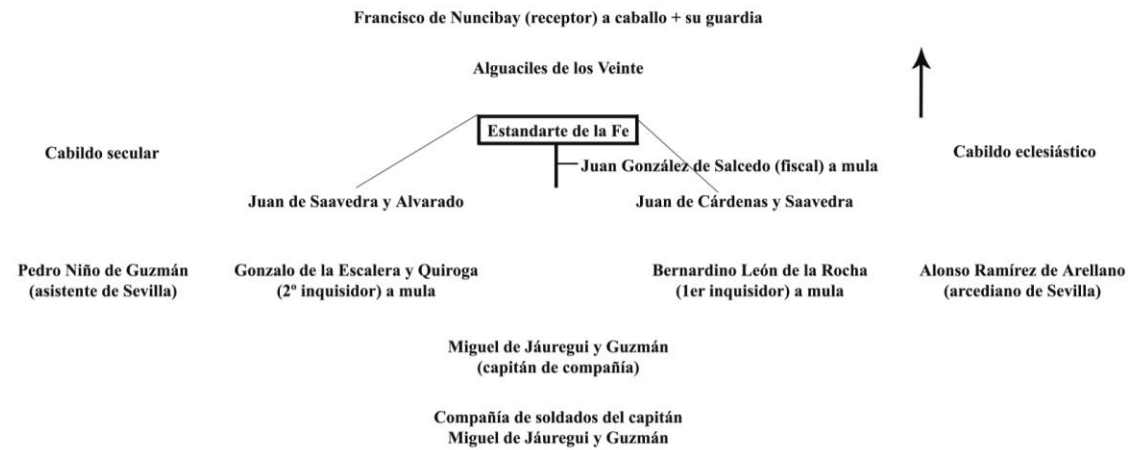 Francisco de Nuncibay (receptor) a caballo + su guardia
Alguaciles de los Veinte
Estandarte de la Fe
Cabildo secular
Cabildo eclesiástico
Juan González de Salcedo (fiscal) a mula
Juan de Saavedra y Alvarado
Juan de Cárdenas y Saavedra
Pedro Niño de Guzmán
(asistente de Sevilla)
Gonzalo de la Escalera y Quiroga
(2º inquisidor) a mula
Bernardino León de la Rocha
(1er inquisidor) a mula
Alonso Ramírez de Arellano
(arcediano de Sevilla)
Miguel de Jáuregui y Guzmán
(capitán de compañía)
Compañía de soldados del capitán
Miguel de Jáuregui y Guzmán